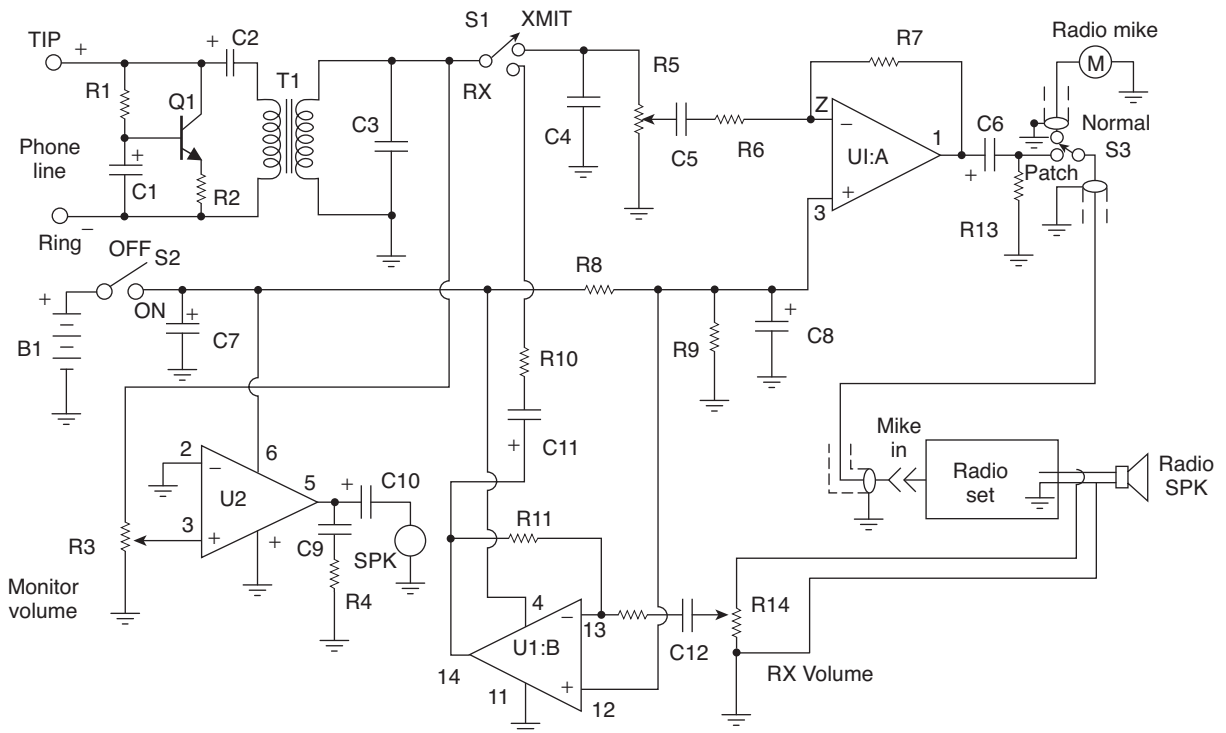 TIP
+
+
C2
S1
XMIT
R1
Q1
T1
RX
C3
C4
R5
C5
R6
R7
Z
−
UI:A
1
+
3
C6
+
R13
Radio mike
M
Normal
S3
Patch
Phone
line
+
C1
R2
Ring
−
OFF
S2
ON
+
B1
+
C7
R8
R9
+
C8
R10
C11
+
2
−
6
U2
5
3
+
+
+
C10
C9
SPK
R4
R3
Monitor
volume
R11
4
−
13
U1:B
14
11
+
12
C12
R14
RX Volume
Mike
in
Radio
set
Radio
SPK